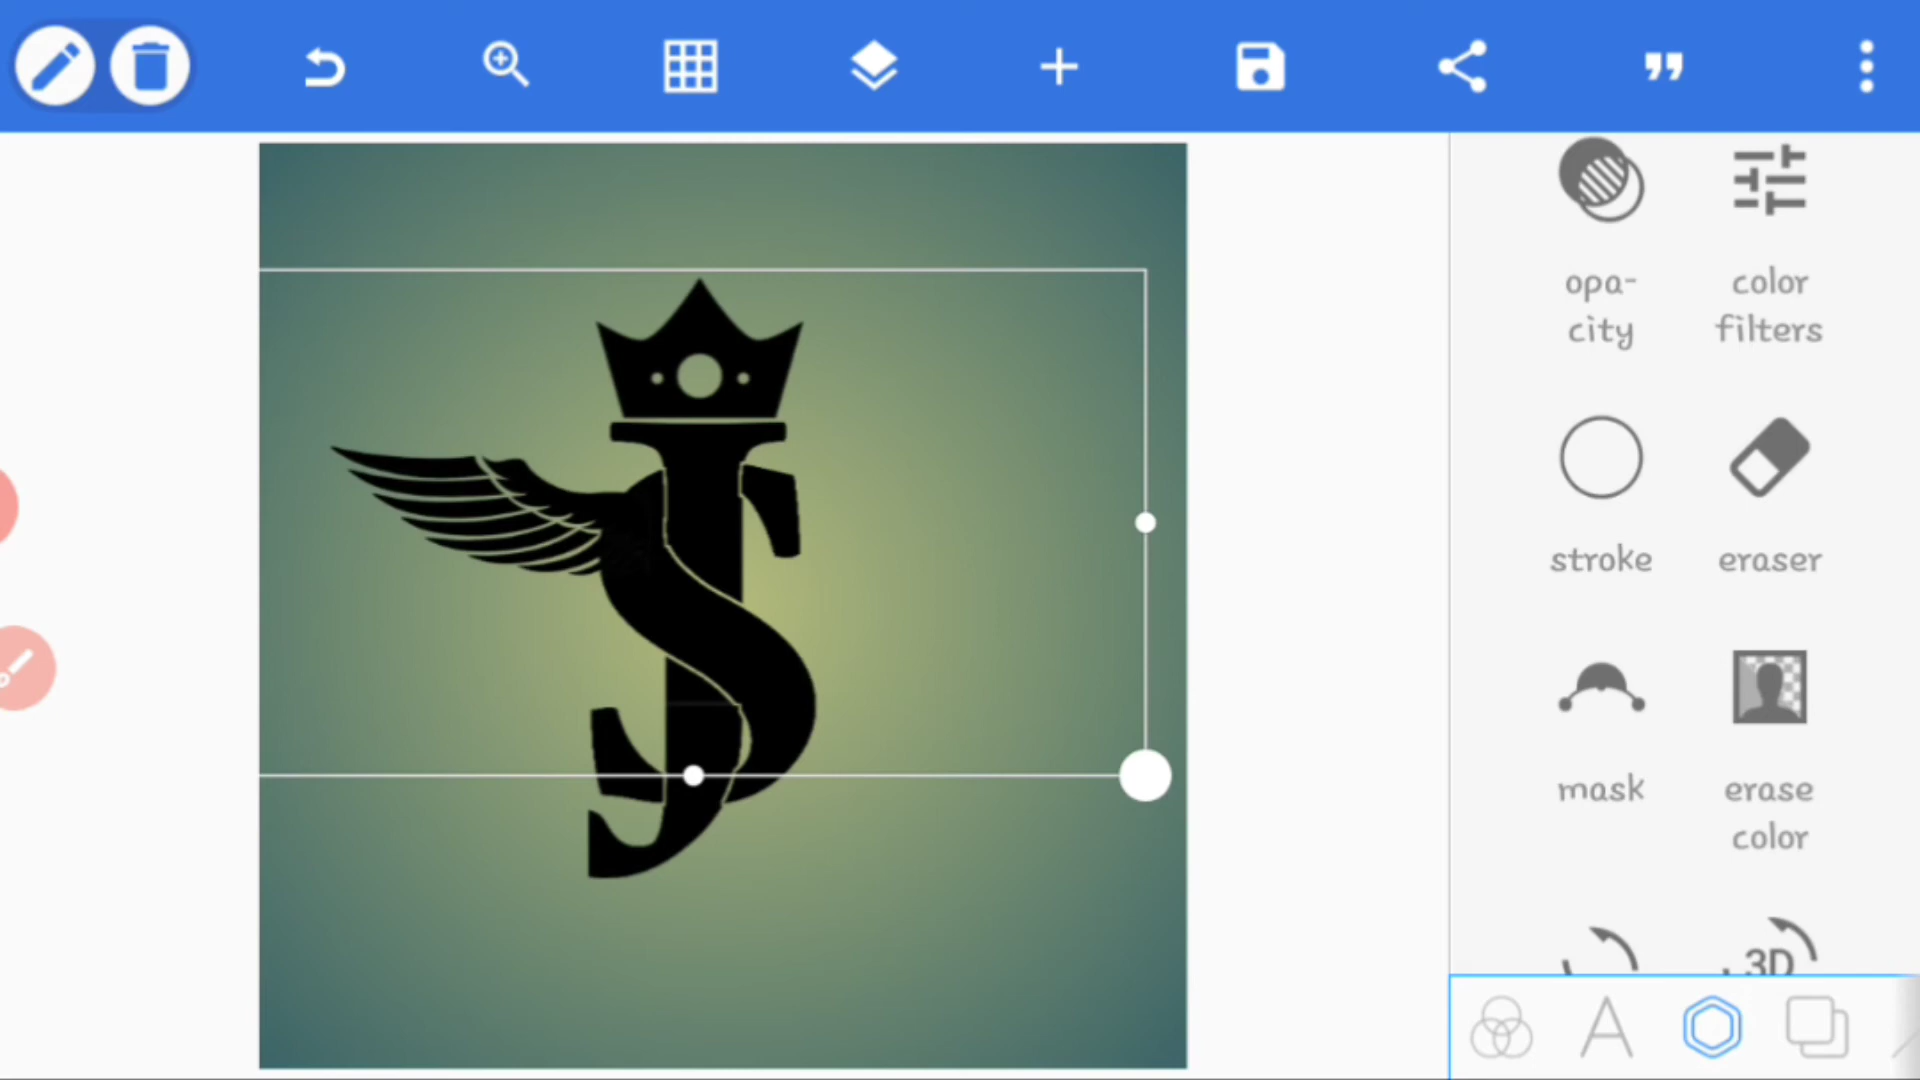 opa-
city
color
filters
stroke
eraser
mask
erase
color
3D
A